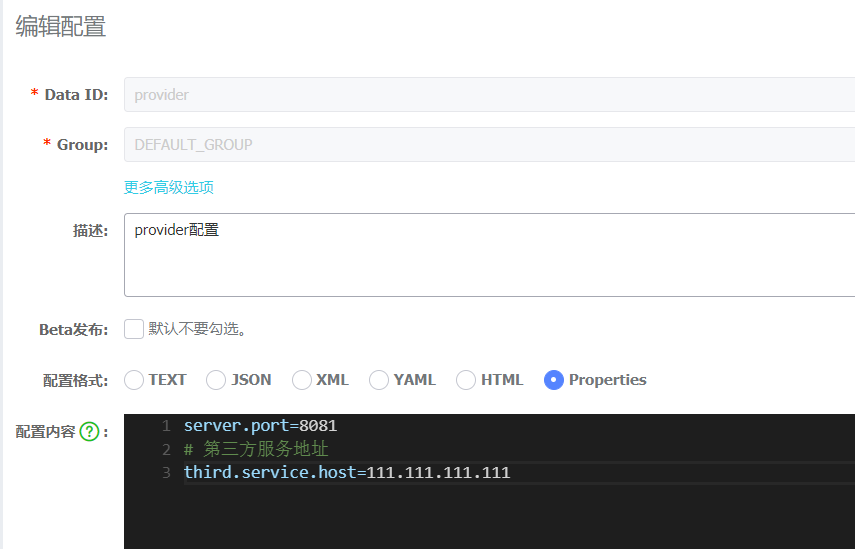 编辑配置
* Data ID: provider
* Group: DEFAULT_GROUP
更多高级选项
描述: provider配置
Beta发布: 默认不要勾选。
配置格式: TEXT JSON XML YAML HTML Properties
配置内容 ? : 1 server.port=8081
2 # 第三方服务地址
3 third.service.host=111.111.111.111